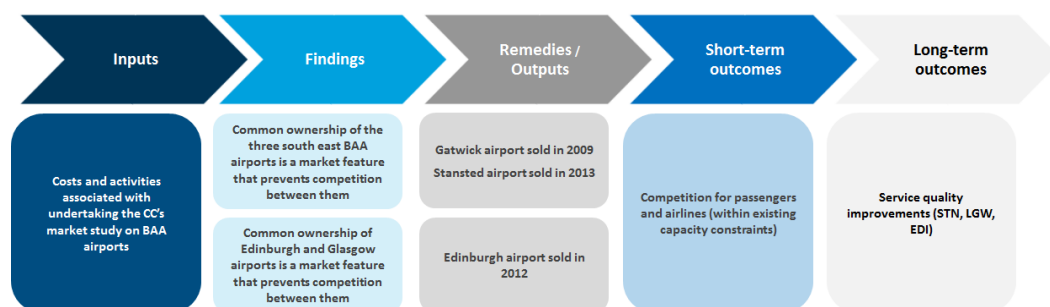 Inputs
Findings
Remedies /
Outputs
Short-term
outcomes
Long-term
outcomes
Costs and activities
associated with
undertaking the CC's
market study on BAA
airports
Common ownership of the
three south east BAA
airports is a market feature
that prevents competition
between them
Common ownership of
Edinburgh and Glasgow
airports is a market feature
that prevents competition
between them
Gatwick airport sold in 2009
Stansted airport sold in 2013
Edinburgh airport sold in
2012
Competition for passengers
and airlines (within existing
capacity constraints)
Service quality
improvements (STN, LGW,
EDI)